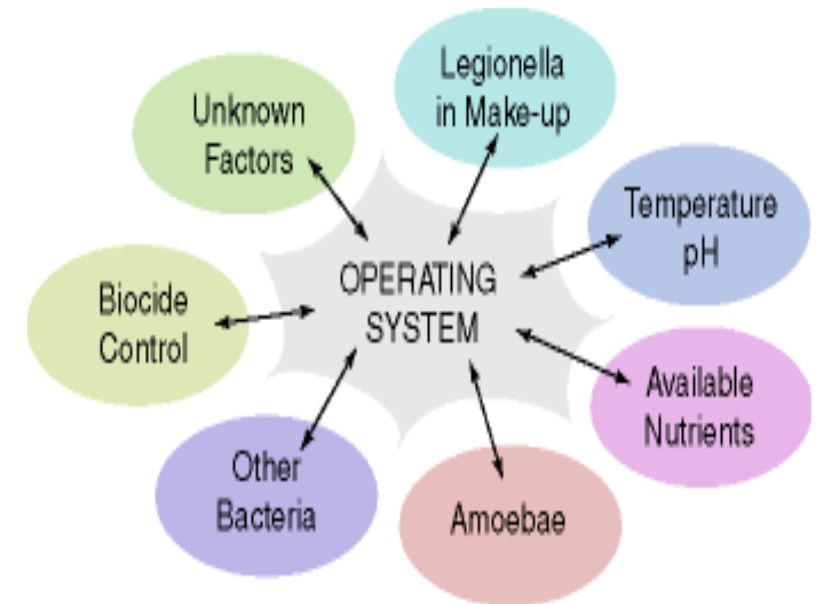 Legionella
in Make-up
Unknown
Factors
Temperature
pH
OPERATING
SYSTEM
Biocide
Control
Available
Nutrients
Other
Bacteria
Amoebae